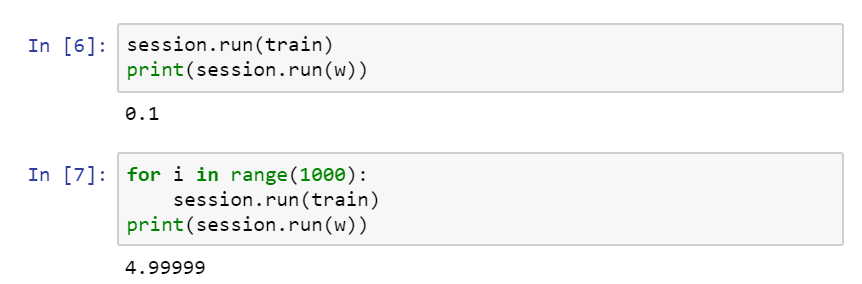 In [6]: session.run(train)
print(session.run(w))
0.1
In [7]: for i in range(1000):
    session.run(train)
print(session.run(w))
4.99999